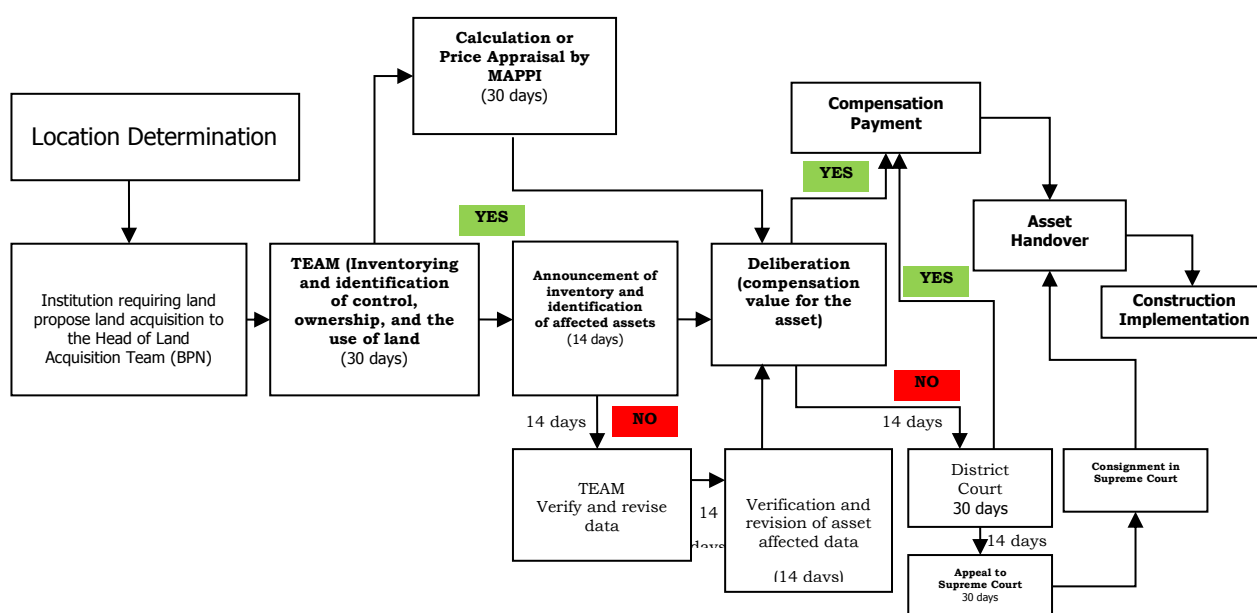 Calculation or
Price Appraisal by
MAPPI
(30 days)
Location Determination
Compensation
Payment
YES
YES
Asset
Handover
Institution requiring land
propose land acquisition to
the Head of Land
Acquisition Team (BPN)
TEAM (Inventorying
and identification
of control,
ownership, and the
use of land
(30 days)
Announcement of
inventory and
identification
of affected assets
(14 days)
Deliberation
(compensation
value for the
asset)
YES
Construction
Implementation
NO
14 days
NO
14 days
TEAM
Verify and revise
data
14
days
Verification and
revision of asset
affected data
(14 days)
District
Court
30 days
Consignment in
Supreme Court
14 days
Appeal to
Supreme Court
30 days